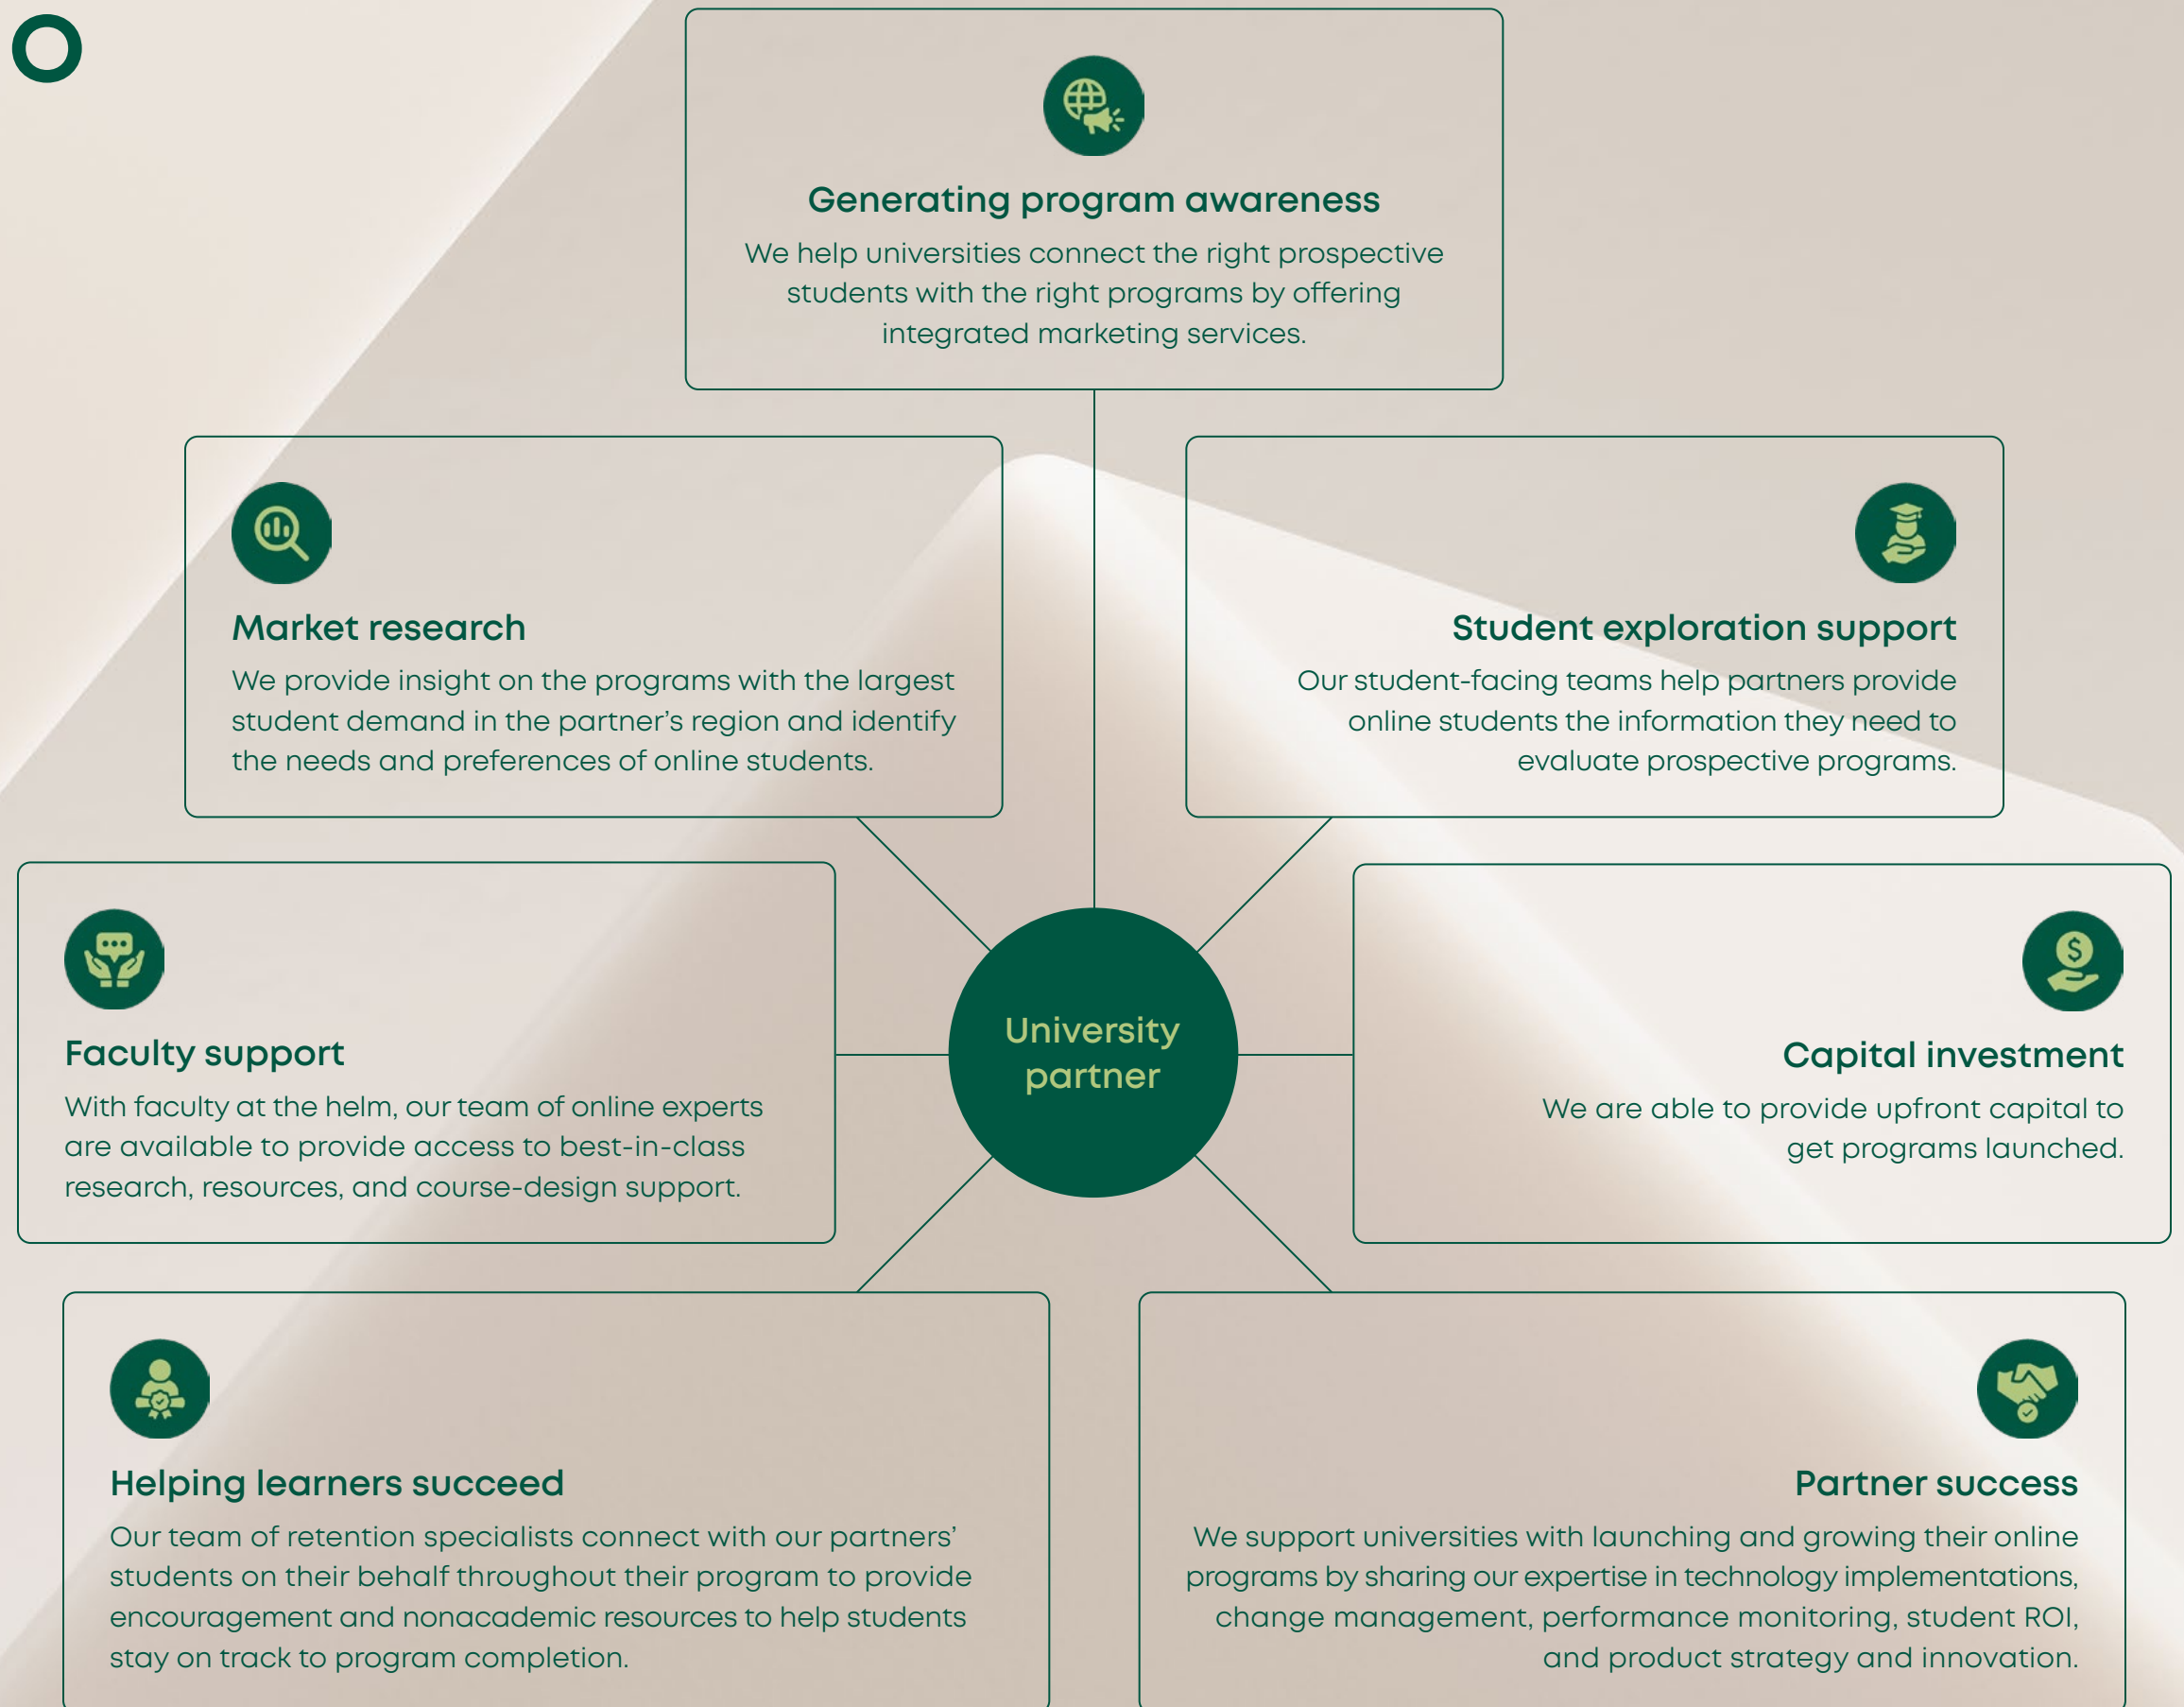 Generating program awareness
We help universities connect the right prospective
students with the right programs by offering
integrated marketing services.
Market research
We provide insight on the programs with the largest
student demand in the partner's region and identify
the needs and preferences of online students.
Student exploration support
Our student-facing teams help partners provide
online students the information they need to
evaluate prospective programs.
Faculty support
With faculty at the helm, our team of online experts
are available to provide access to best-in-class
research, resources, and course-design support.
University
partner
Capital investment
We are able to provide upfront capital to
get programs launched.
Helping learners succeed
Our team of retention specialists connect with our partners'
students on their behalf throughout their program to provide
encouragement and nonacademic resources to help students
stay on track to program completion.
Partner success
We support universities with launching and growing their online
programs by sharing our expertise in technology implementations,
change management, performance monitoring, student ROI,
and product strategy and innovation.